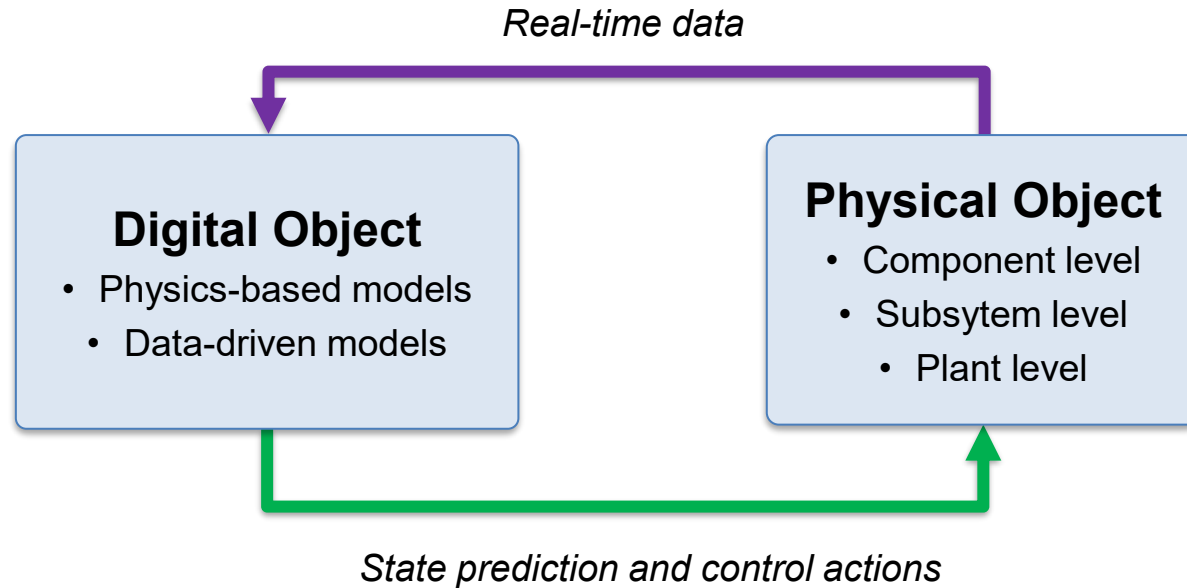 Real-time data
Digital Object
• Physics-based models
• Data-driven models
Physical Object
• Component level
• Subsytem level
• Plant level
State prediction and control actions